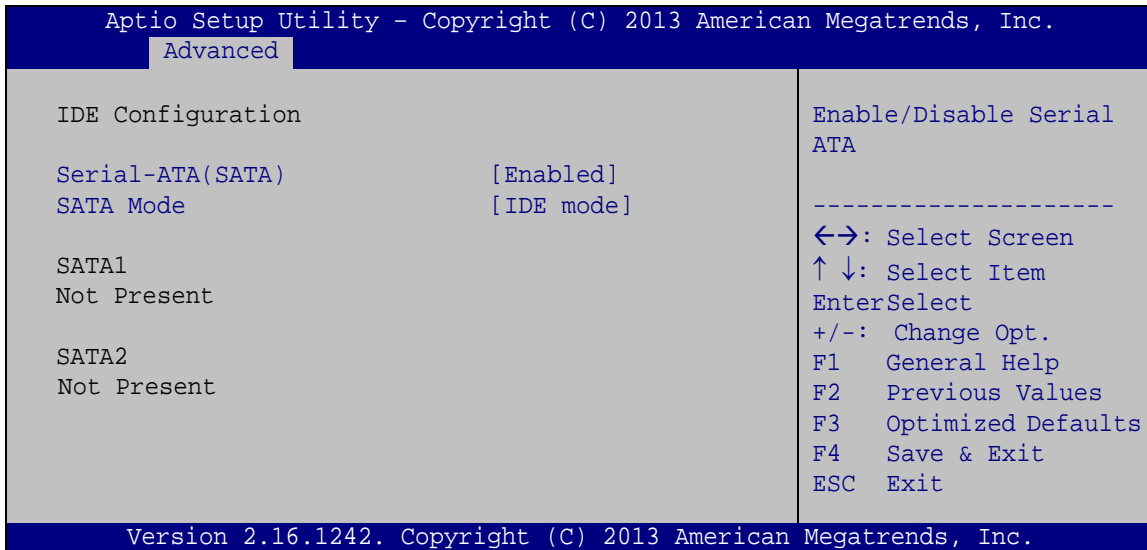 Aptio Setup Utility – Copyright (C) 2013 American Megatrends, Inc.
Advanced
IDE Configuration
Serial-ATA(SATA) [Enabled]
SATA Mode [IDE mode]
SATA1
Not Present
SATA2
Not Present
Enable/Disable Serial
ATA
---------------------
←→: Select Screen
↑ ↓: Select Item
EnterSelect
+/-: Change Opt.
F1 General Help
F2 Previous Values
F3 Optimized Defaults
F4 Save & Exit
ESC Exit
Version 2.16.1242. Copyright (C) 2013 American Megatrends, Inc.